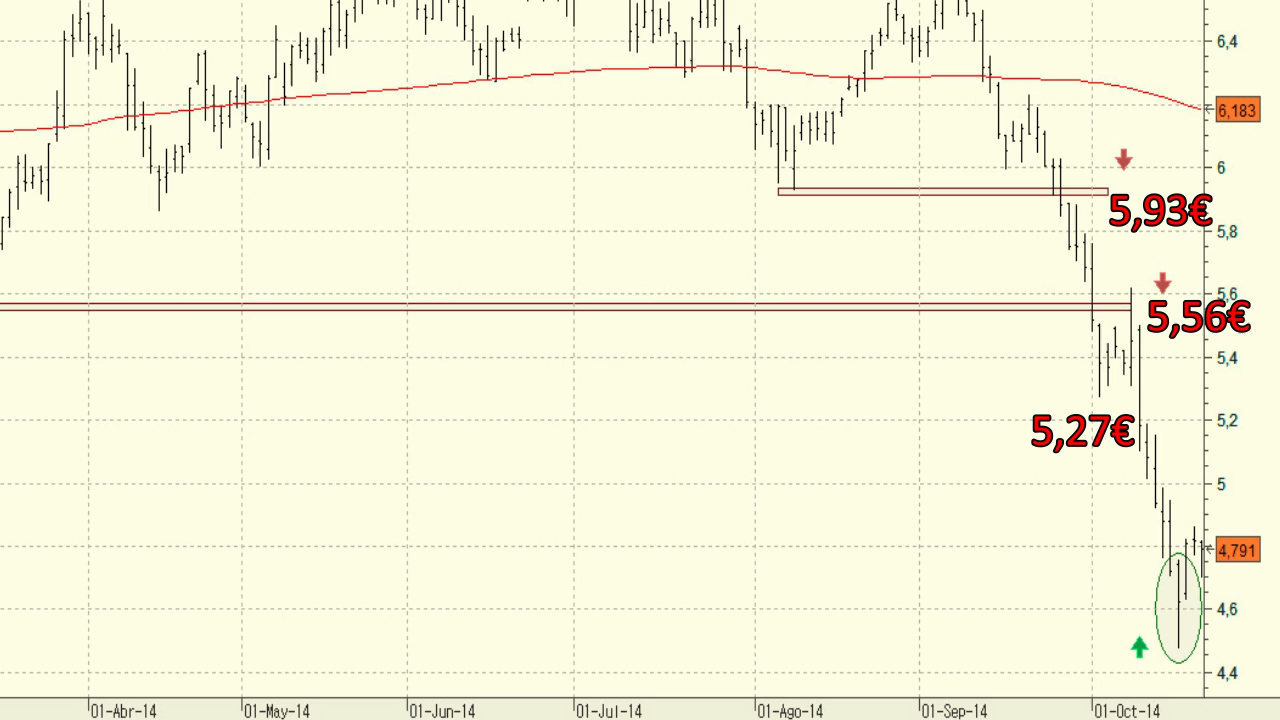 6,4
6,183
6
5,93€
5,8
5,6
5,56€
5,4
5,27€
5,2
5
4,791
4,6
4,4
01-Abr-14
01-May-14
01-Jun-14
01-Jul-14
01-Ago-14
01-Sep-14
01-Oct-14